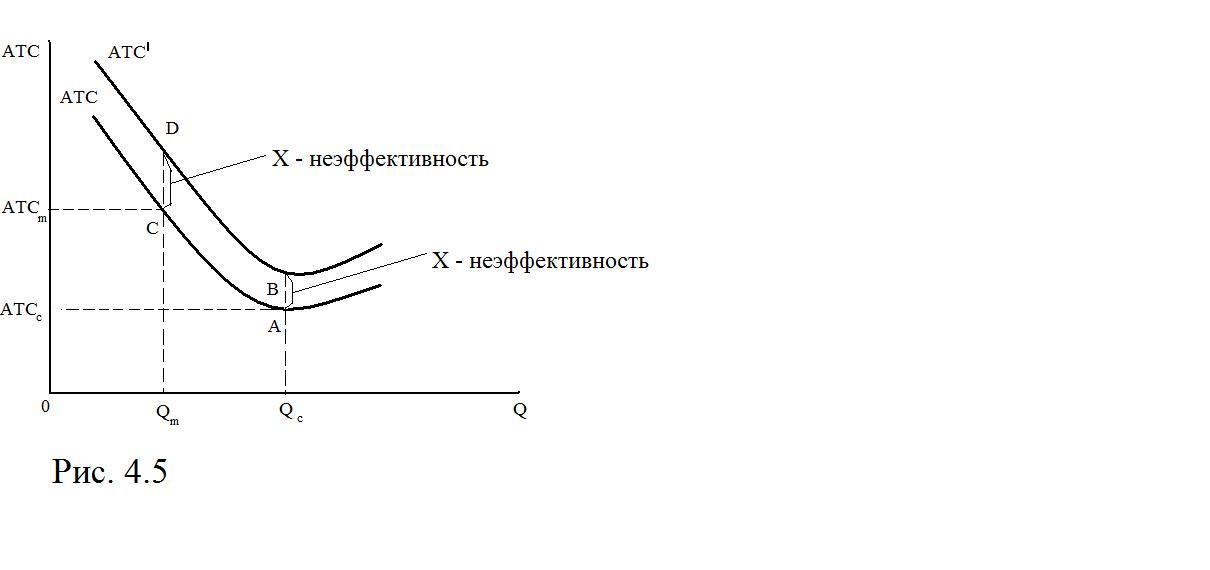 ATC
ATC'
ATC
D
X - неэффективность
ATCm
C
X - неэффективность
B
ATCc
A
0
Qm
Qc
Q
Рис. 4.5